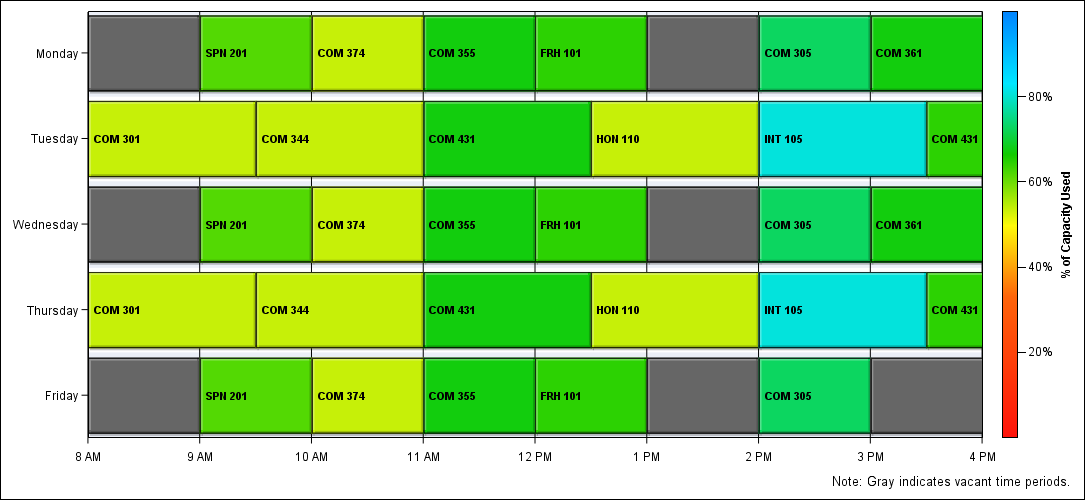 Monday
SPN 201
COM 374
COM 355
FRH 101
COM 305
COM 361
Tuesday
COM 301
COM 344
COM 431
HON 110
INT 105
COM 431
Wednesday
SPN 201
COM 374
COM 355
FRH 101
COM 305
COM 361
Thursday
COM 301
COM 344
COM 431
HON 110
INT 105
COM 431
Friday
SPN 201
COM 374
COM 355
FRH 101
COM 305
8 AM
9 AM
10 AM
11 AM
12 PM
1 PM
2 PM
3 PM
4 PM
80%
60%
40%
20%
% of Capacity Used
Note: Gray indicates vacant time periods.